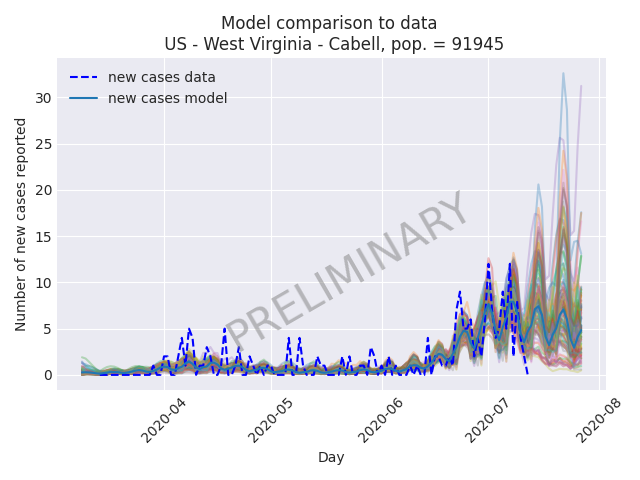 Model comparison to data
US - West Virginia - Cabell, pop. = 91945
new cases data
new cases model
Number of new cases reported
30
25
20
15
10
5
0
PRELIMINARY
2020-04
2020-05
2020-06
2020-07
2020-08
Day